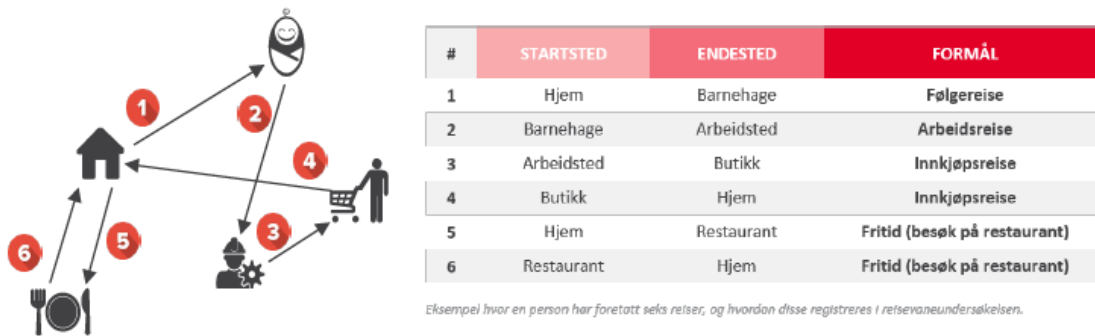 1
2
3
4
5
6
# STARTSTED ENDESTED FORMÅL
1 Hjem Barnehage Følgereise
2 Barnehage Arbeidsted Arbeidsreise
3 Arbeidsted Butikk Innkjøpsreise
4 Butikk Hjem Innkjøpsreise
5 Hjem Restaurant Fritid (besøk på restaurant)
6 Restaurant Hjem Fritid (besøk på restaurant)
Eksempel hvor en person har foretatt seks reiser, og hvordan disse registreres i reisevaneundersøkelsen.